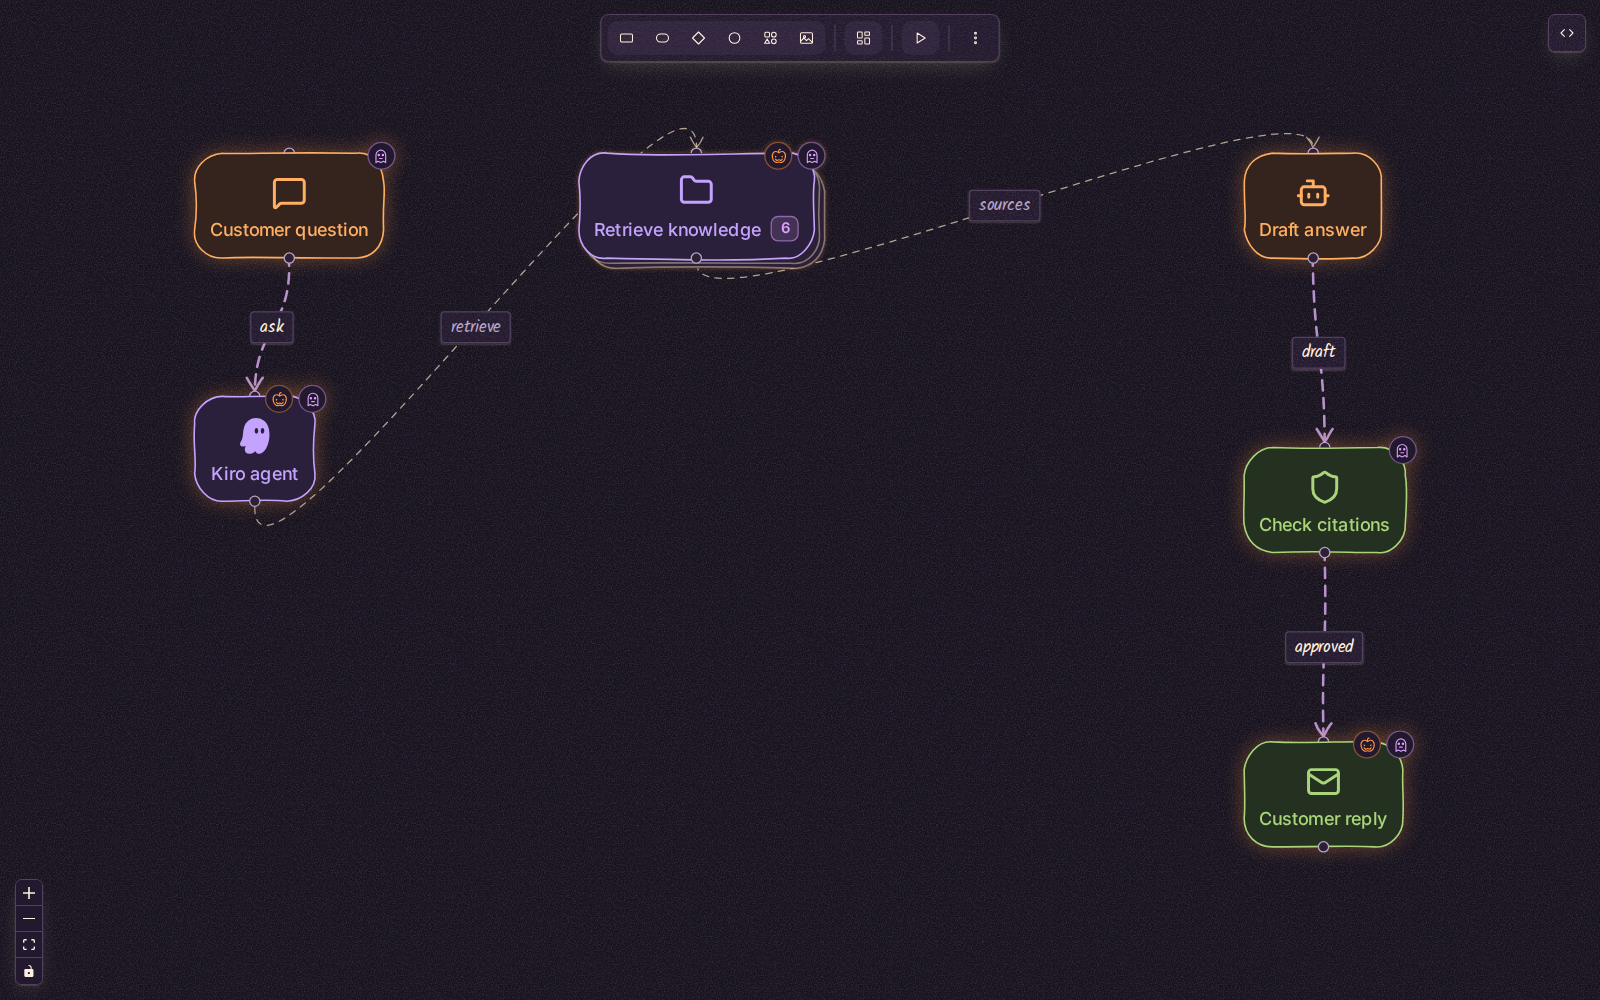 Customer question
Retrieve knowledge 6
sources
Draft answer
ask
retrieve
draft
Kiro agent
Check citations
approved
Customer reply